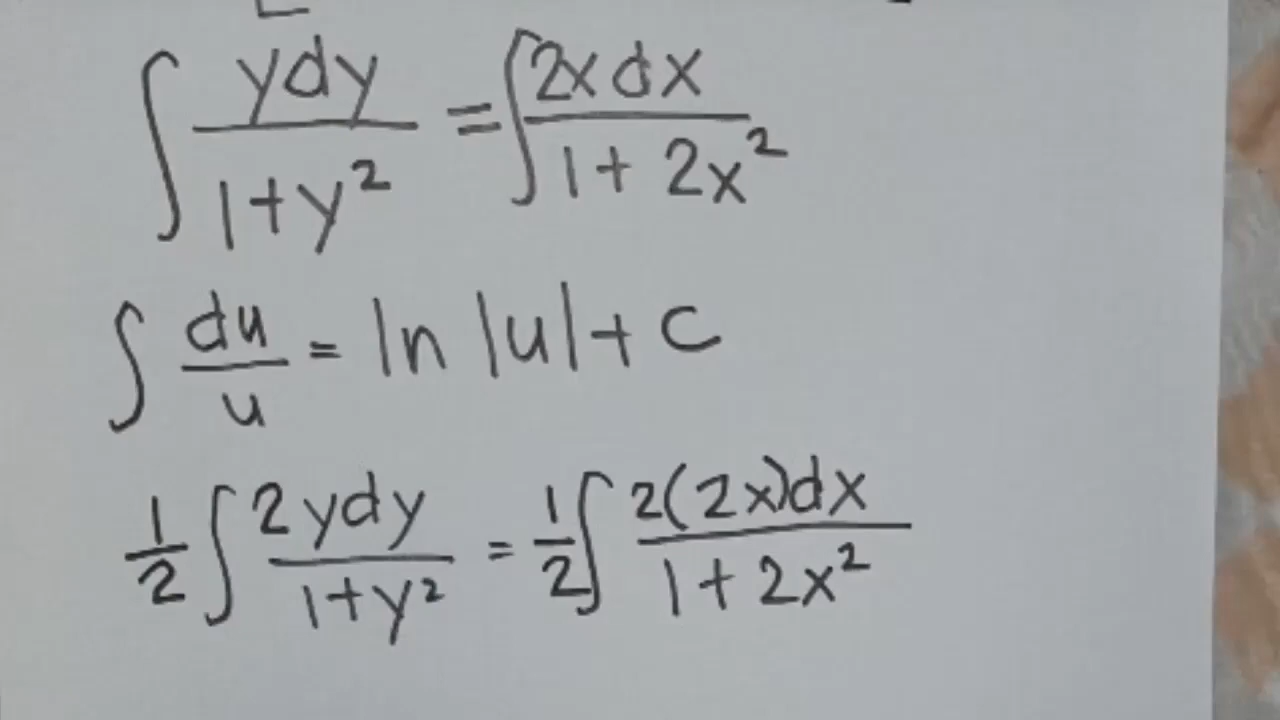 ∫ ydy/(1+y²) = ∫ 2xdx/(1+2x²)
∫ du/u = ln |u| + c
1/2 ∫ 2ydy/(1+y²) = 1/2 ∫ 2(2x)dx/(1+2x²)